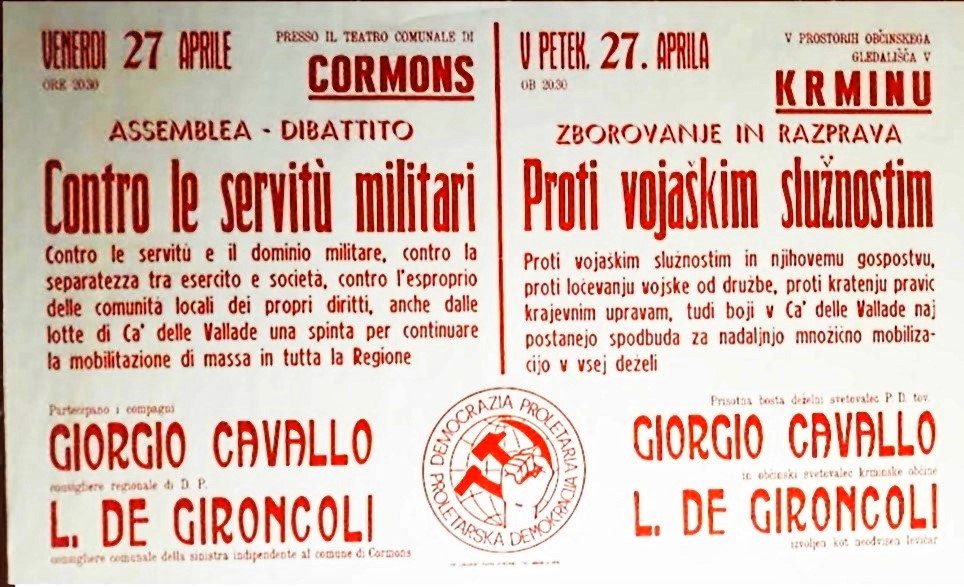 VENERDI 27 APRILE
ORE 20.30
PRESSO IL TEATRO COMUNALE DI
CORMONS
ASSEMBLEA - DIBATTITO
Contro le servitù militari
Contro le servitù e il dominio militare, contro la
separatezza tra esercito e società, contro l'esproprio
delle comunità locali dei propri diritti, anche dalle
lotte di Ca' delle Vallade una spinta per continuare
la mobilitazione di massa in tutta la Regione
Partecipano i compagni
GIORGIO CAVALLO
consigliere regionale di D. P.
L. DE GIRONCOLI
consigliere comunale della sinistra indipendente al comune di Cormons
DEMOCRAZIA PROLETARIA
PROLETARSKA DEMOKRACIJA
V PETEK, 27. APRILA
OB 20.30
V PROSTORIH OBČINSKEGA
GLEDALIŠČA V
KRMINU
ZBOROVANJE IN RAZPRAVA
Proti vojaškim služnostim
Proti vojaškim služnostim in njihovemu gospostvu,
proti ločevanju vojske od družbe, proti kratenju pravic
krajevnim upravam, tudi boji v Ca' delle Vallade naj
postanejo spodbuda za nadaljnjo množično mobiliza-
cijo v vsej deželi
Prisotna bosta deželni svetovalec P. D. tov.
GIORGIO CAVALLO
in občinski svetovalec krminske občine
L. DE GIRONCOLI
izvoljen kot neodvisen levičar